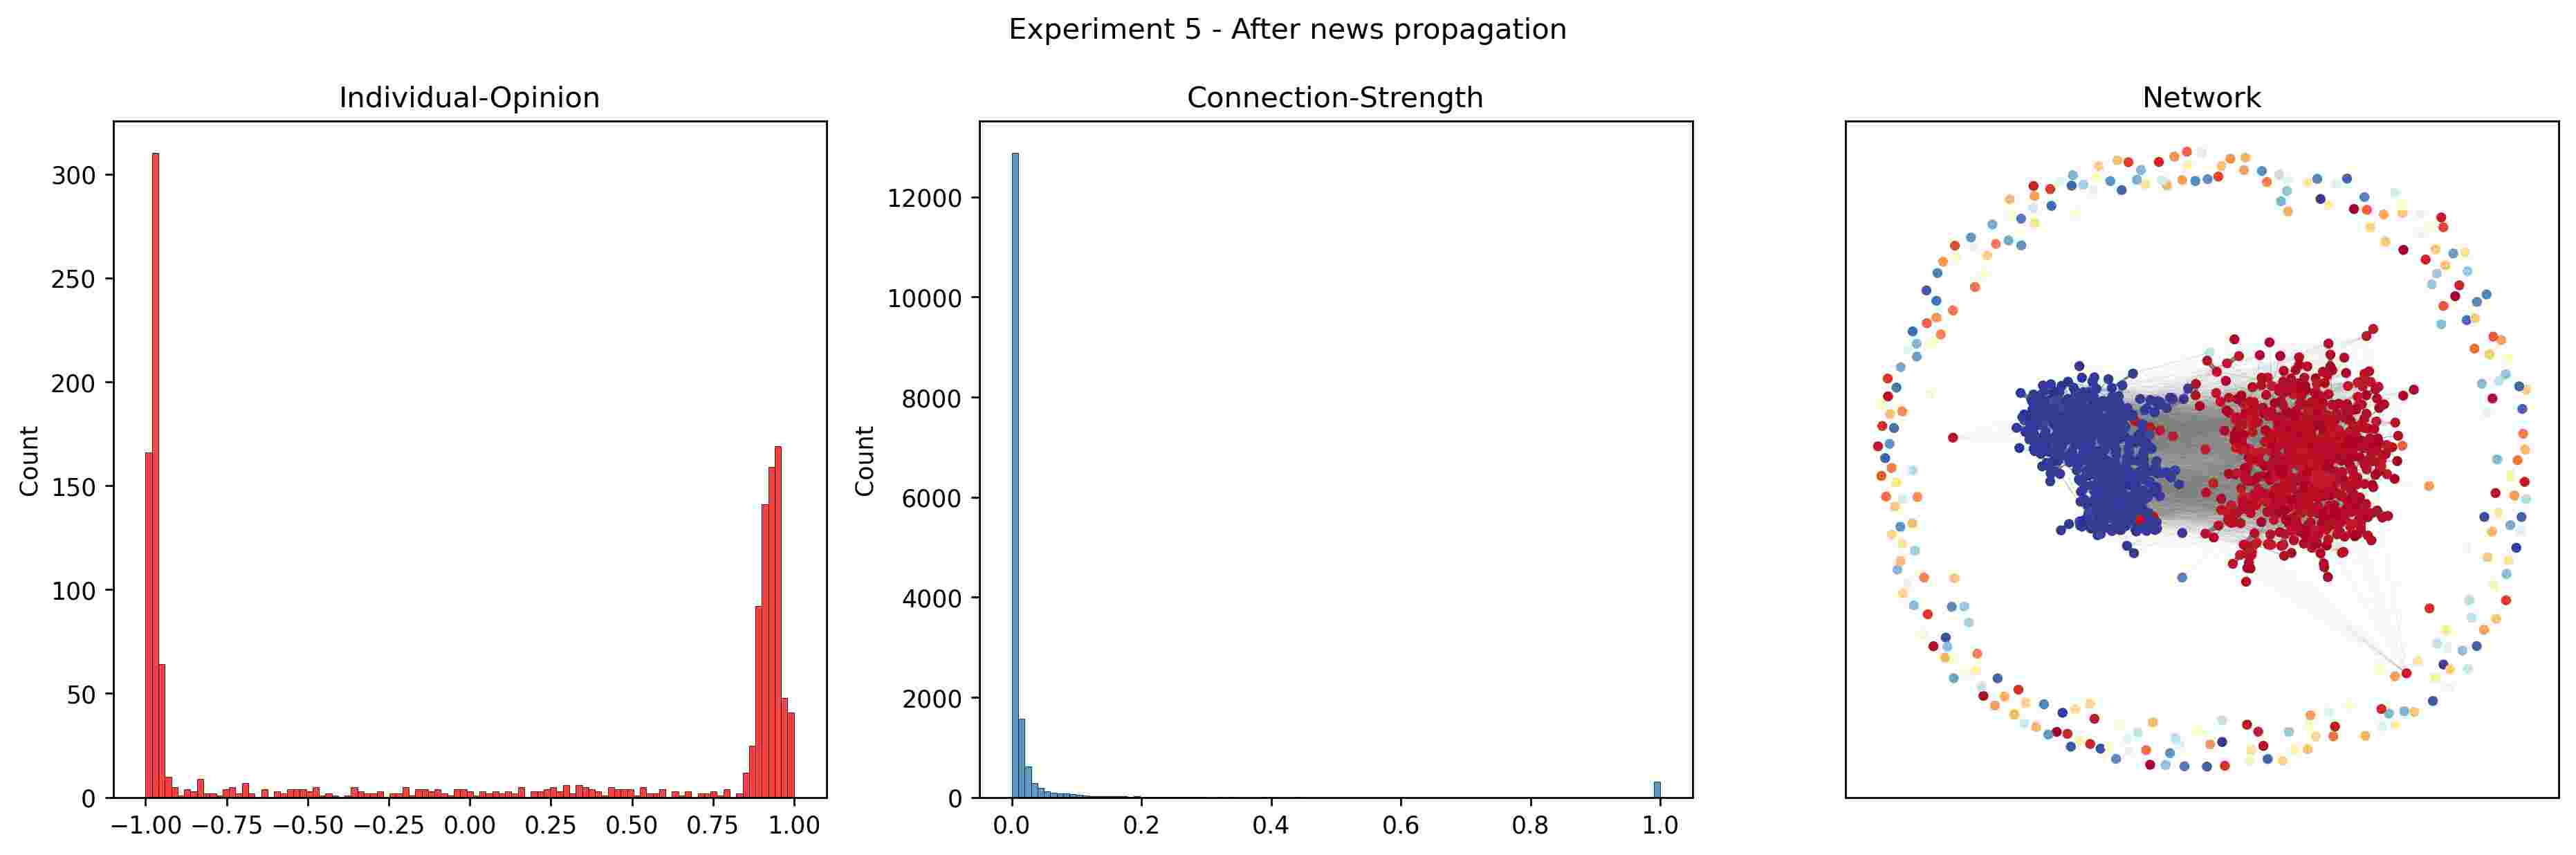 Experiment 5 - After news propagation
Individual-Opinion
Count
300
250
200
150
100
50
0
−1.00 −0.75 −0.50 −0.25 0.00 0.25 0.50 0.75 1.00
Connection-Strength
Count
12000
10000
8000
6000
4000
2000
0
0.0 0.2 0.4 0.6 0.8 1.0
Network